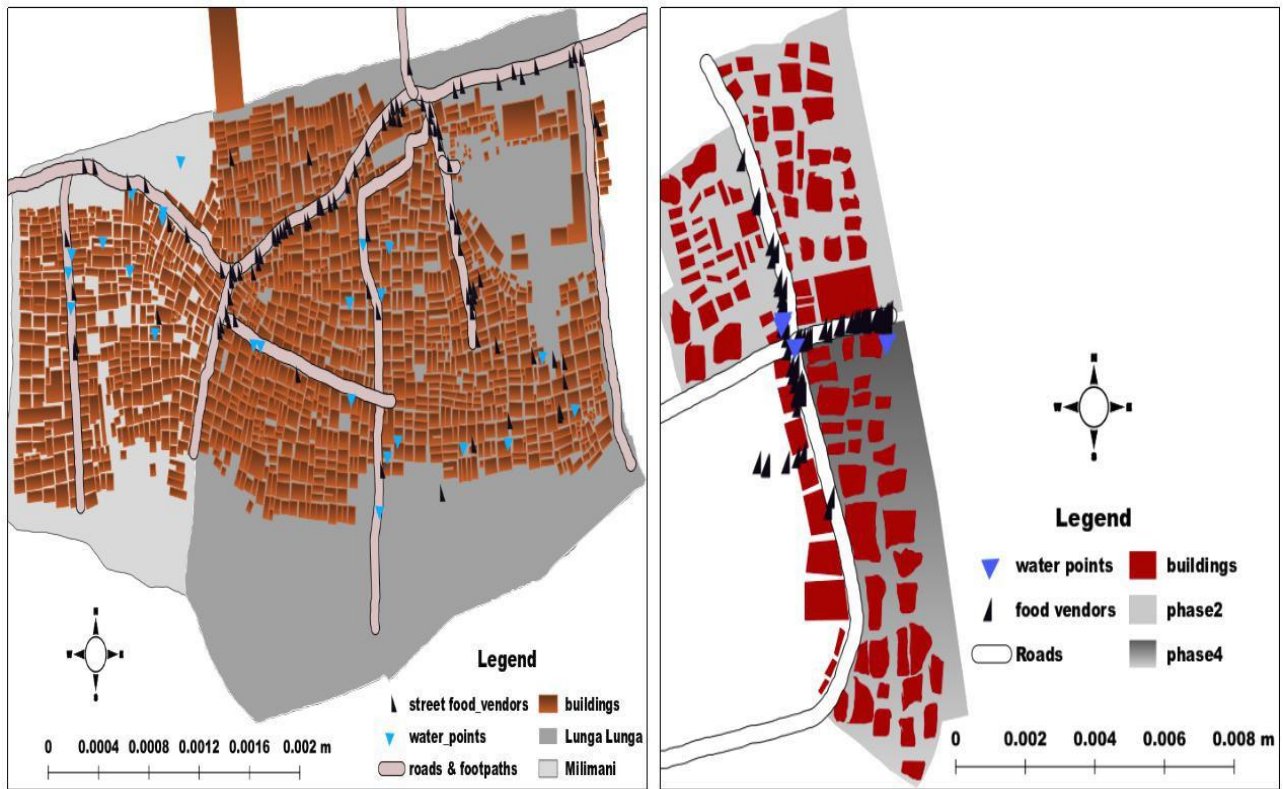 Legend
street food_vendors buildings
water_points Lunga Lunga
roads & footpaths Milimani
0 0.0004 0.0008 0.0012 0.0016 0.002 m
Legend
water points buildings
food vendors phase2
Roads phase4
0 0.002 0.004 0.006 0.008 m